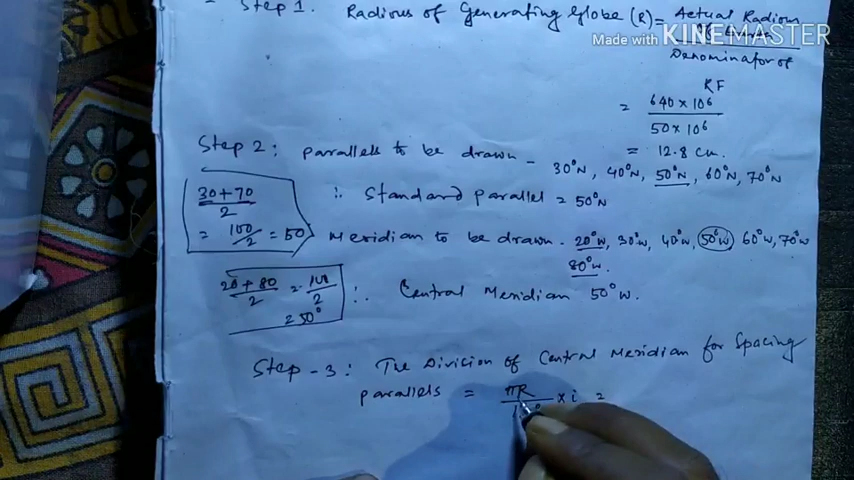 Step 1. Radious of Generating Globe (R) = Actual Radiom
Made with KINEMASTER
Denominator of
RF
= 640 x 10⁶ / 50 x 10⁶
= 12.8 cm.
Step 2: parallels to be drawn - 30°N, 40°N, 50°N, 60°N, 70°N
30+70 / 2
= 100/2 = 50
∴ Standard parallel = 50°N
Meridian to be drawn. 20°W, 30°W, 40°W, 50°W 60°W, 70°W
80°W.
20 + 80 / 2 = 100 / 2
= 50°
∴ Central Meridian 50°W.
Step - 3: The Division of Central Meridian for Spacing
parallels = πR x i =